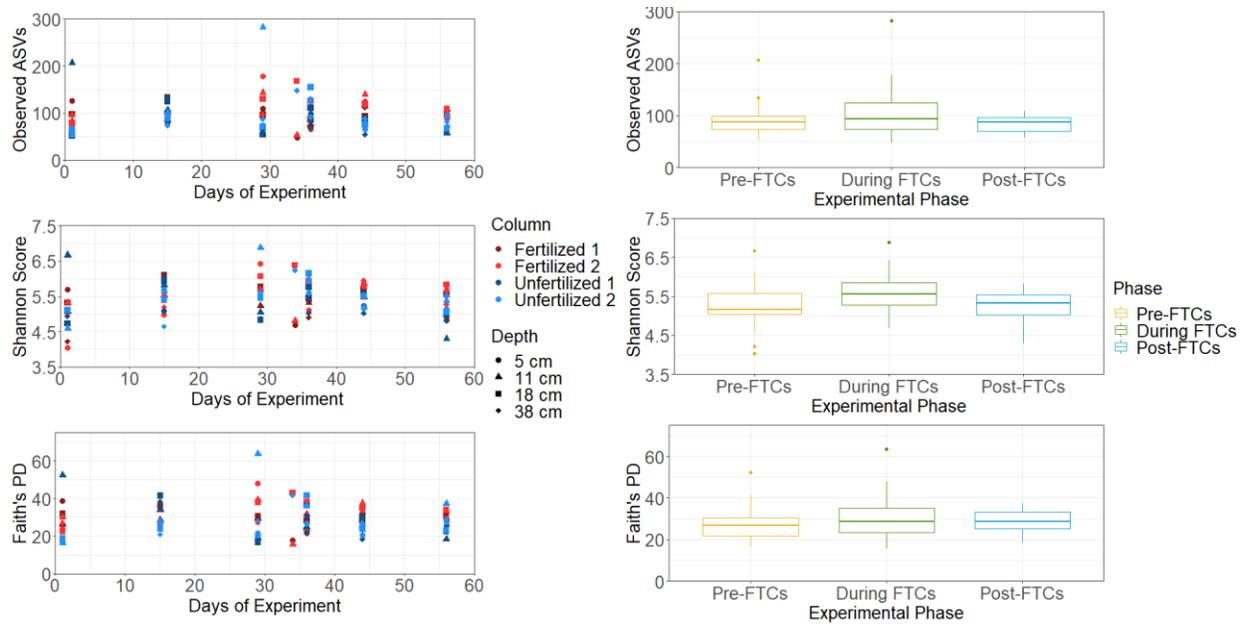 300
200
100
0
Observed ASVs
0 10 20 30 40 50 60
Days of Experiment
300
200
100
0
Observed ASVs
Pre-FTCs During FTCs Post-FTCs
Experimental Phase
7.5
6.5
5.5
4.5
3.5
Shannon Score
0 10 20 30 40 50 60
Days of Experiment
Column
Fertilized 1
Fertilized 2
Unfertilized 1
Unfertilized 2
Depth
5 cm
11 cm
18 cm
38 cm
7.5
6.5
5.5
4.5
3.5
Shannon Score
Pre-FTCs During FTCs Post-FTCs
Experimental Phase
Phase
Pre-FTCs
During FTCs
Post-FTCs
60
40
20
0
Faith's PD
0 10 20 30 40 50 60
Days of Experiment
60
40
20
0
Faith's PD
Pre-FTCs During FTCs Post-FTCs
Experimental Phase